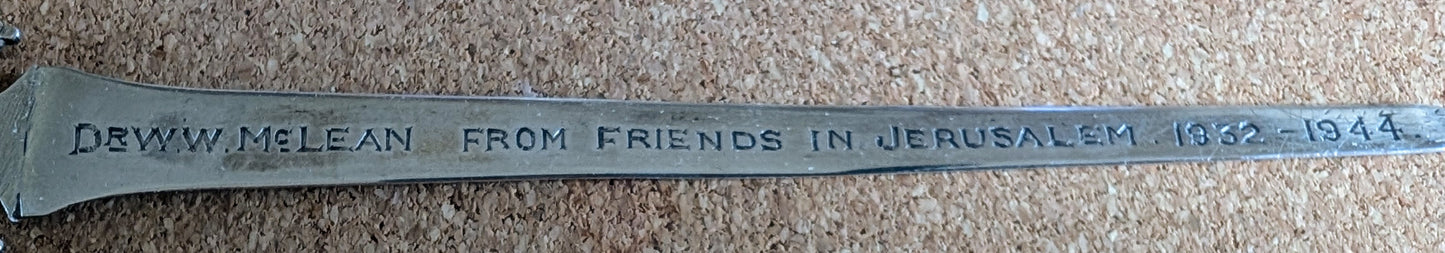 DR W.W. McLEAN FROM FRIENDS IN JERUSALEM. 1932-1944.